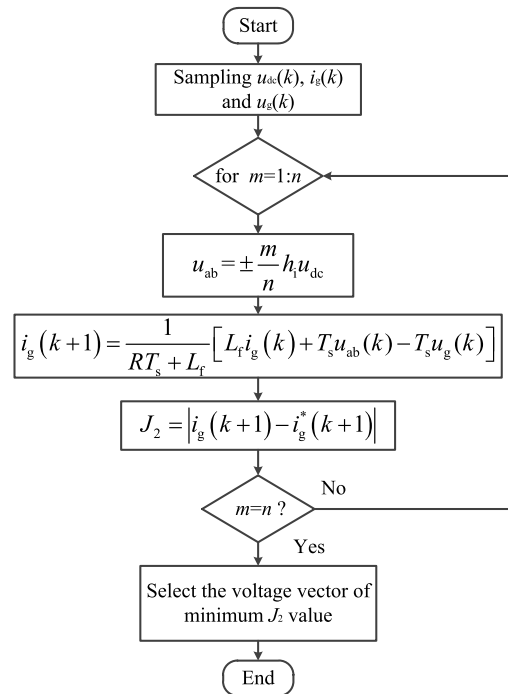 Start
Sampling u_dc(k), i_g(k)
and u_g(k)
for m=1:n
u_ab = ± m/n h_i u_dc
i_g(k+1) = 1/(RT_s + L_f) [L_f i_g(k) + T_s u_ab(k) − T_s u_g(k)]
J_2 = |i_g(k+1) − i_g^*(k+1)|
m=n ?
No
Yes
Select the voltage vector of
minimum J_2 value
End